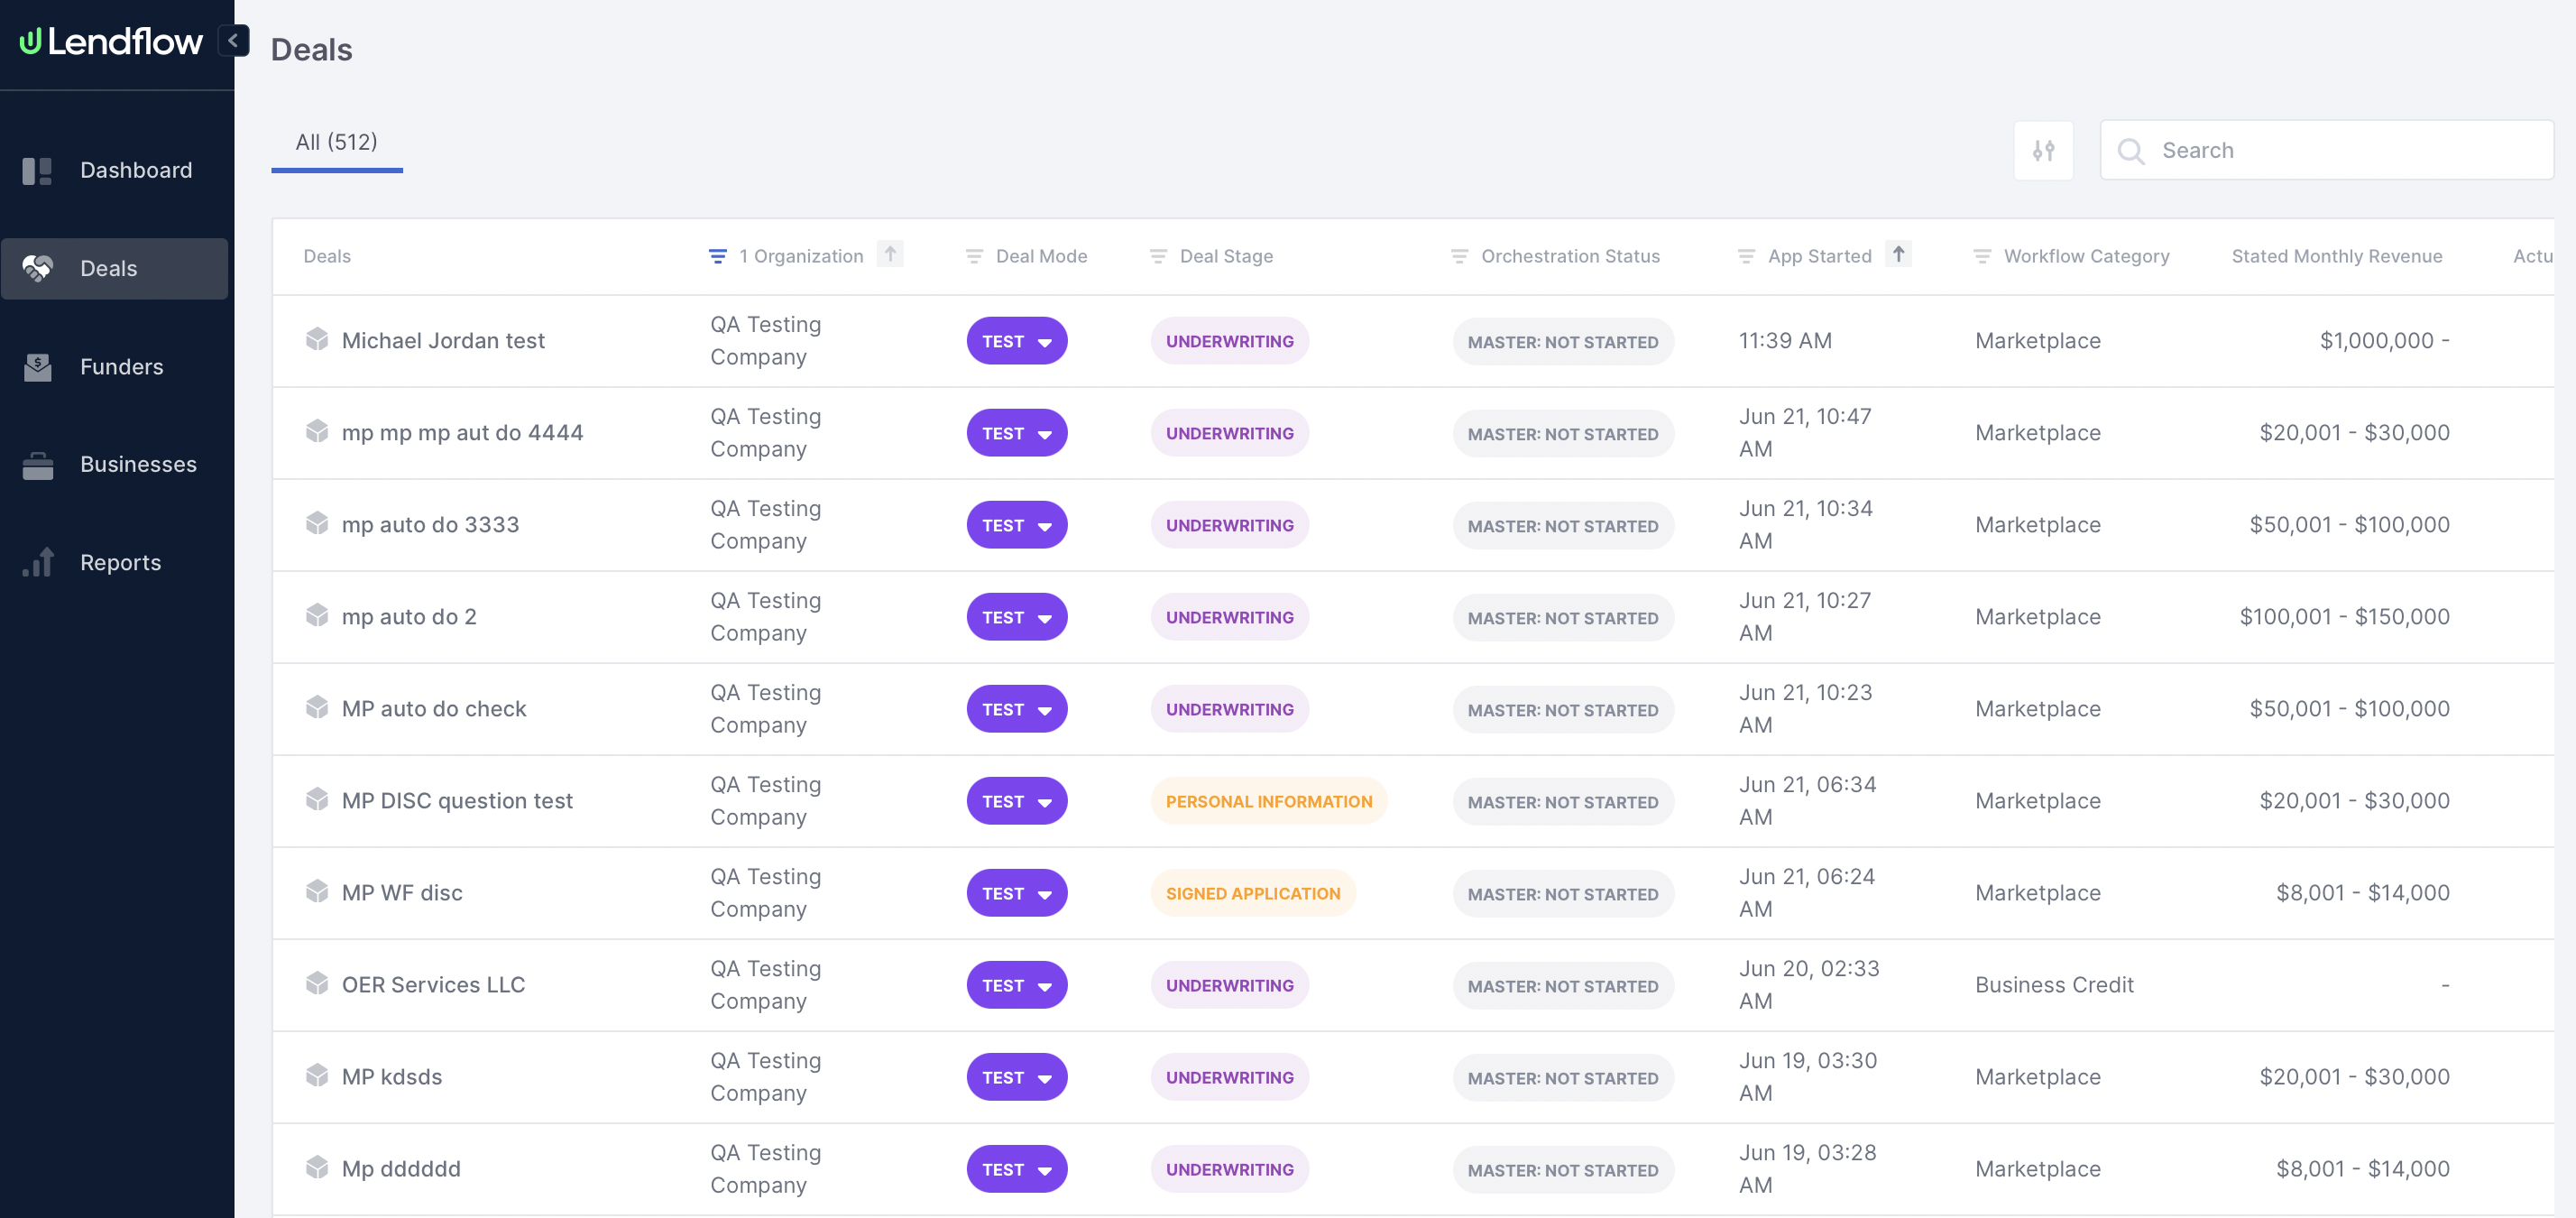 Lendflow
Deals
All (512)
Search
Dashboard
Deals
Funders
Businesses
Reports
Deals 1 Organization Deal Mode Deal Stage Orchestration Status App Started Workflow Category Stated Monthly Revenue Actu
Michael Jordan test QA Testing Company TEST UNDERWRITING MASTER: NOT STARTED 11:39 AM Marketplace $1,000,000 -
mp mp mp aut do 4444 QA Testing Company TEST UNDERWRITING MASTER: NOT STARTED Jun 21, 10:47 AM Marketplace $20,001 - $30,000
mp auto do 3333 QA Testing Company TEST UNDERWRITING MASTER: NOT STARTED Jun 21, 10:34 AM Marketplace $50,001 - $100,000
mp auto do 2 QA Testing Company TEST UNDERWRITING MASTER: NOT STARTED Jun 21, 10:27 AM Marketplace $100,001 - $150,000
MP auto do check QA Testing Company TEST UNDERWRITING MASTER: NOT STARTED Jun 21, 10:23 AM Marketplace $50,001 - $100,000
MP DISC question test QA Testing Company TEST PERSONAL INFORMATION MASTER: NOT STARTED Jun 21, 06:34 AM Marketplace $20,001 - $30,000
MP WF disc QA Testing Company TEST SIGNED APPLICATION MASTER: NOT STARTED Jun 21, 06:24 AM Marketplace $8,001 - $14,000
OER Services LLC QA Testing Company TEST UNDERWRITING MASTER: NOT STARTED Jun 20, 02:33 AM Business Credit -
MP kdsds QA Testing Company TEST UNDERWRITING MASTER: NOT STARTED Jun 19, 03:30 AM Marketplace $20,001 - $30,000
Mp dddddd QA Testing Company TEST UNDERWRITING MASTER: NOT STARTED Jun 19, 03:28 AM Marketplace $8,001 - $14,000